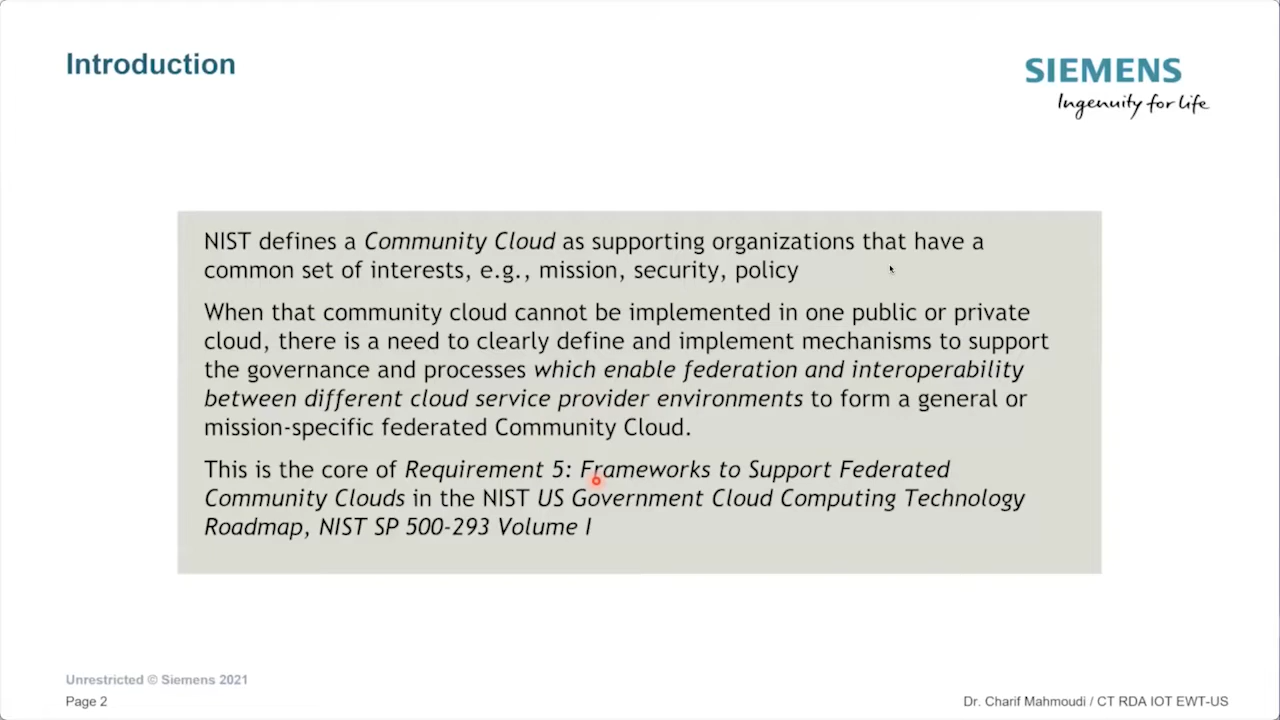 Introduction
SIEMENS
Ingenuity for life
NIST defines a Community Cloud as supporting organizations that have a
common set of interests, e.g., mission, security, policy
When that community cloud cannot be implemented in one public or private
cloud, there is a need to clearly define and implement mechanisms to support
the governance and processes which enable federation and interoperability
between different cloud service provider environments to form a general or
mission-specific federated Community Cloud.
This is the core of Requirement 5: Frameworks to Support Federated
Community Clouds in the NIST US Government Cloud Computing Technology
Roadmap, NIST SP 500-293 Volume I
Unrestricted © Siemens 2021
Page 2
Dr. Charif Mahmoudi / CT RDA IOT EWT-US